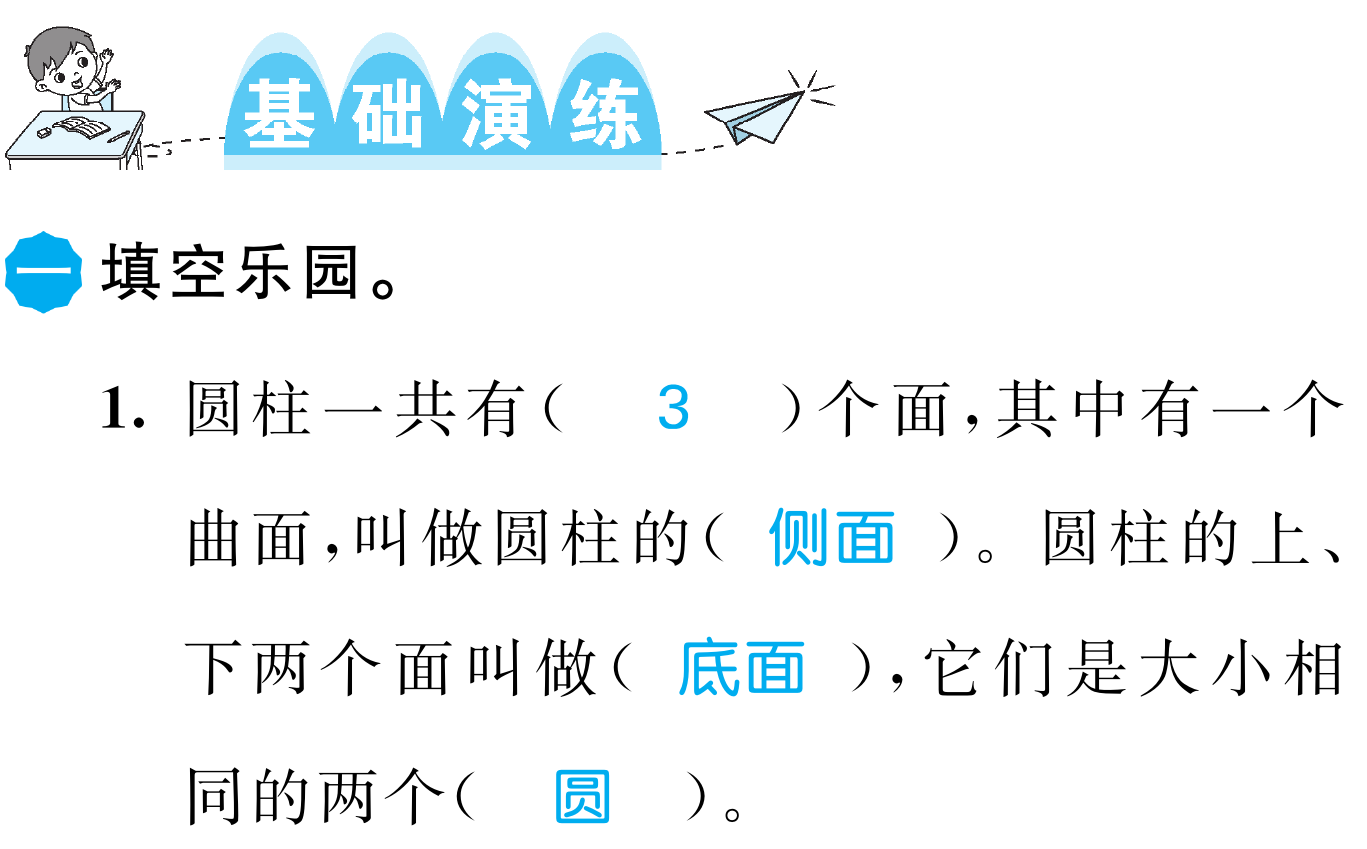 基础演练
一 填空乐园。
1. 圆柱一共有( 3 )个面,其中有一个
曲面,叫做圆柱的( 侧面 )。圆柱的上、
下两个面叫做( 底面 ),它们是大小相
同的两个( 圆 )。